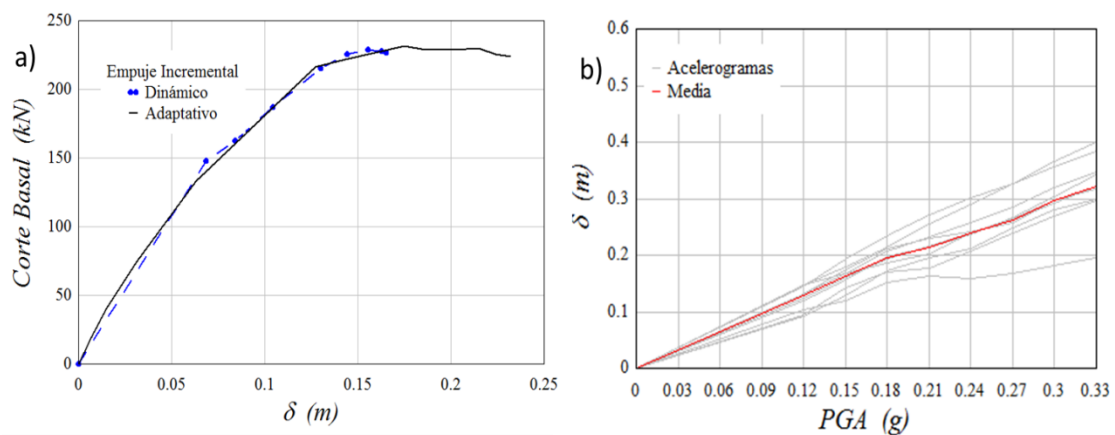 a)
250
200
150
100
50
0
Corte Basal (kN)
Empuje Incremental
Dinámico
Adaptativo
0 0.05 0.1 0.15 0.2 0.25
δ (m)
b)
0.6
0.5
0.4
0.3
0.2
0.1
0
δ (m)
Acelerogramas
Media
0 0.03 0.06 0.09 0.12 0.15 0.18 0.21 0.24 0.27 0.3 0.33
PGA (g)